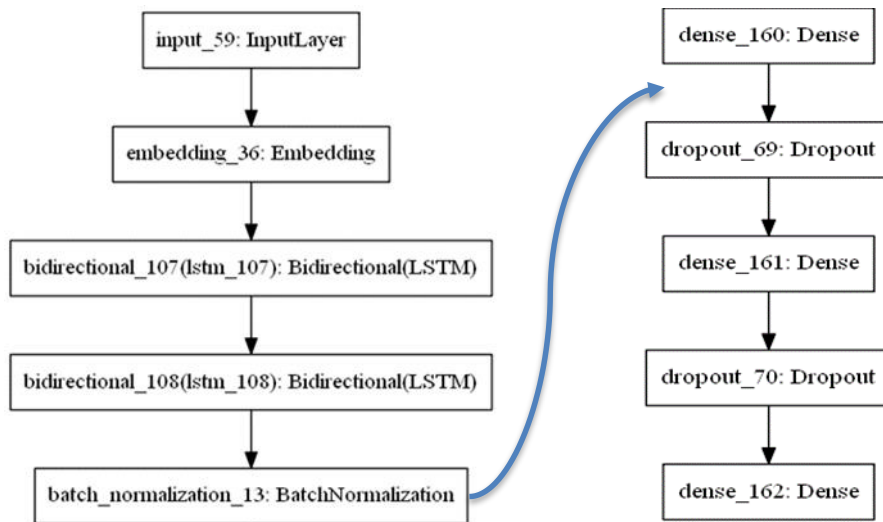 input_59: InputLayer
embedding_36: Embedding
bidirectional_107(lstm_107): Bidirectional(LSTM)
bidirectional_108(lstm_108): Bidirectional(LSTM)
batch_normalization_13: BatchNormalization
dense_160: Dense
dropout_69: Dropout
dense_161: Dense
dropout_70: Dropout
dense_162: Dense